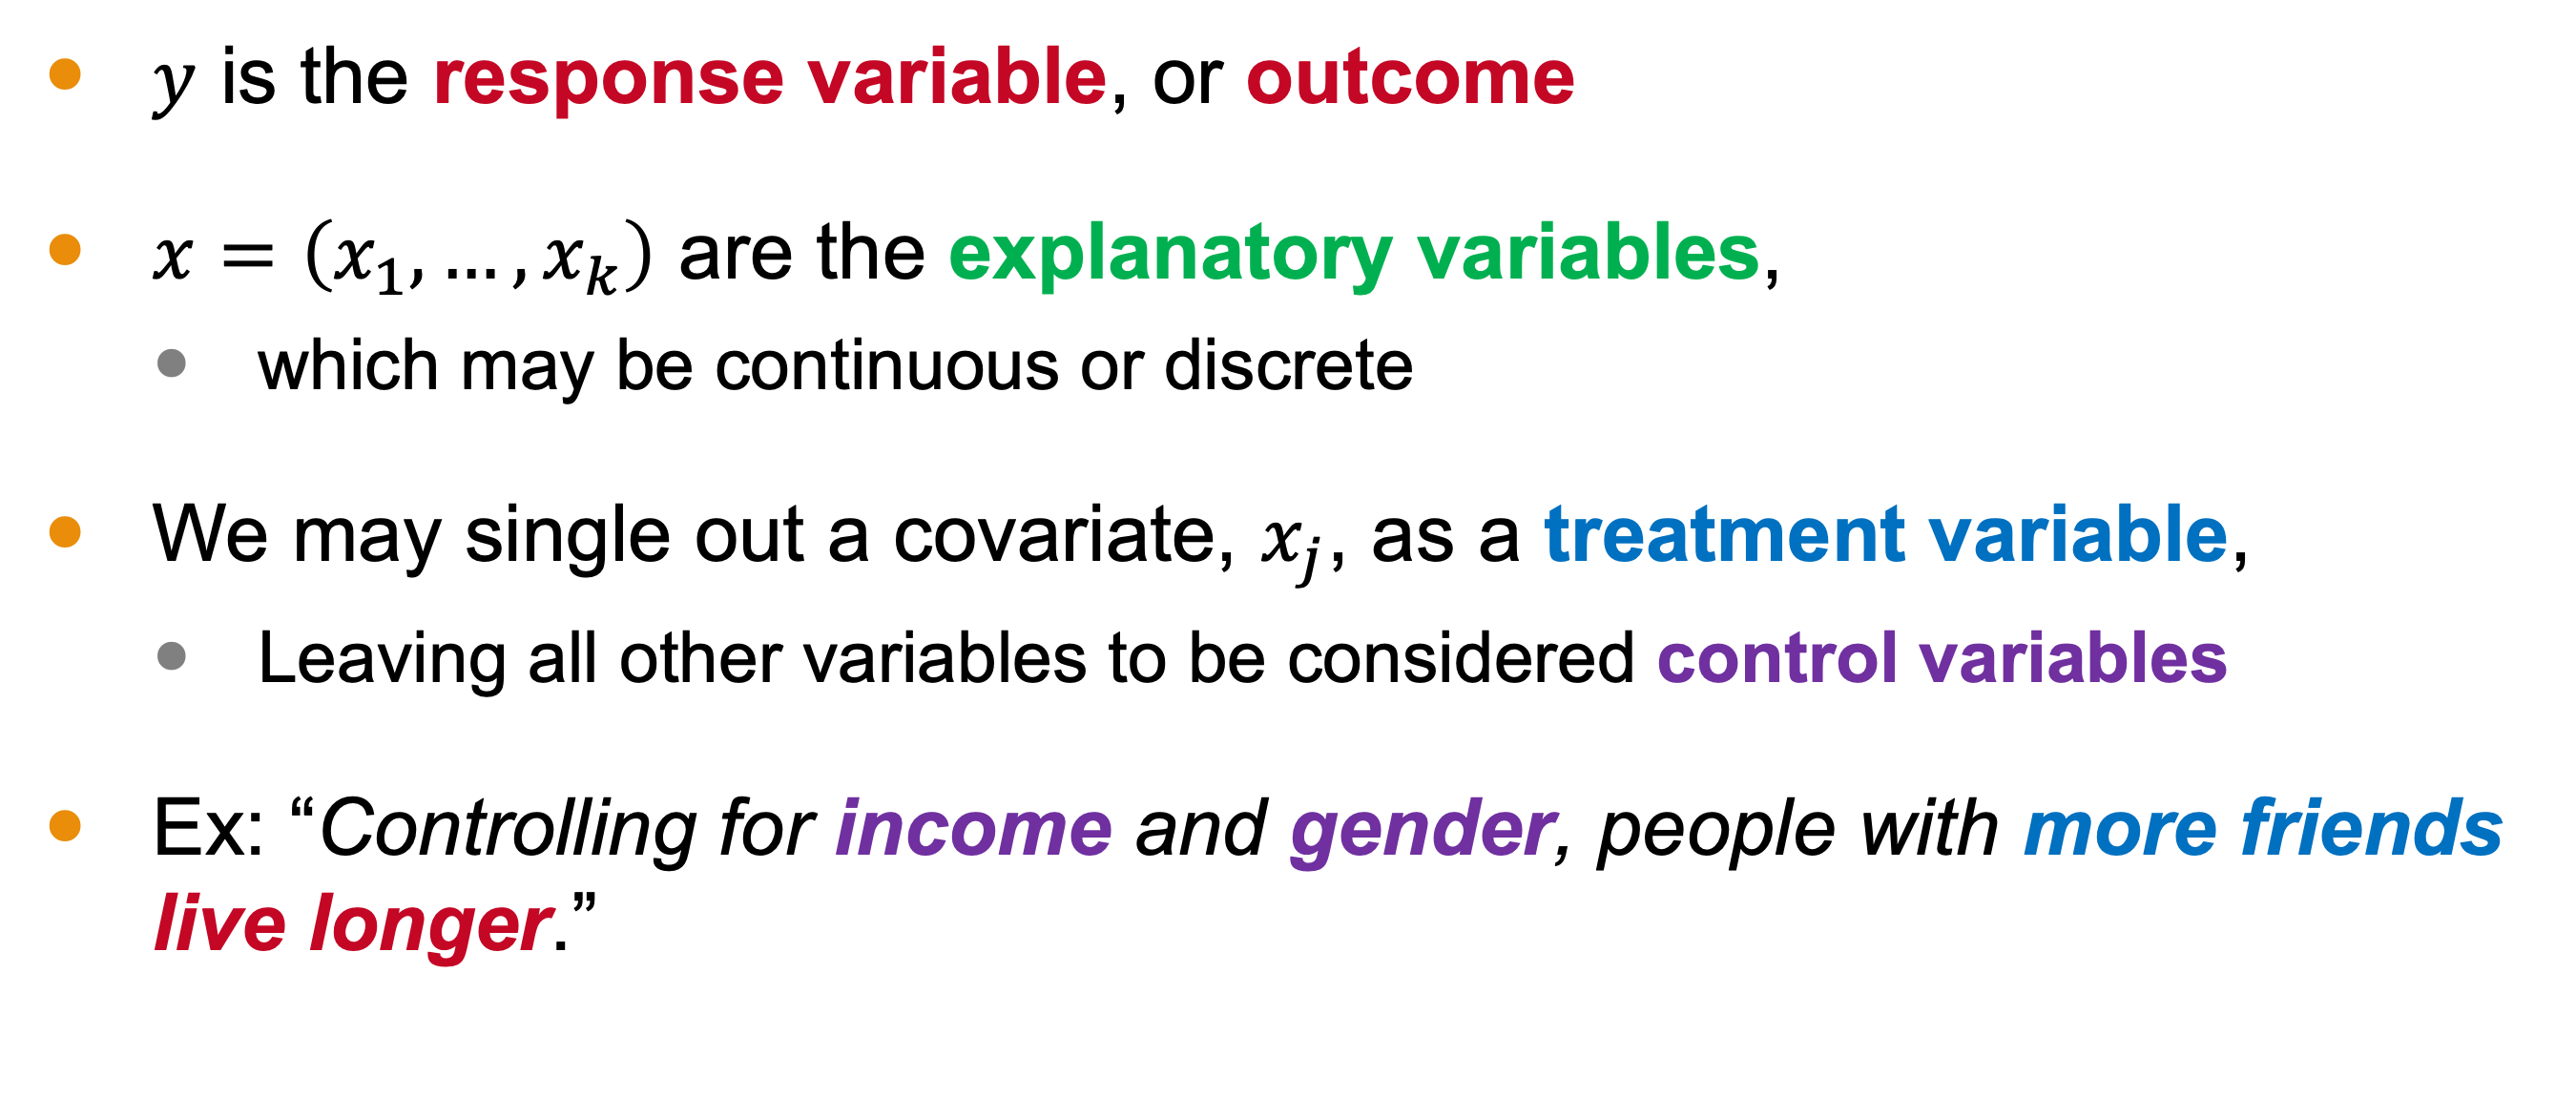 • y is the response variable, or outcome
• x = (x₁, … , xₖ) are the explanatory variables,
• which may be continuous or discrete
• We may single out a covariate, xⱼ, as a treatment variable,
• Leaving all other variables to be considered control variables
• Ex: “Controlling for income and gender, people with more friends
live longer.”